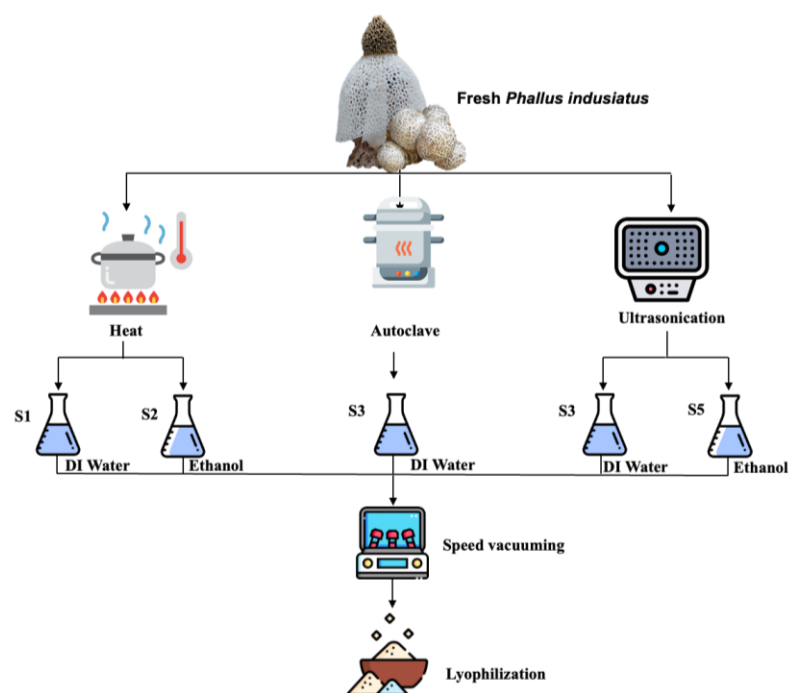 Fresh Phallus indusiatus
Heat
Autoclave
Ultrasonication
S1
S2
S3
S3
S5
DI Water
Ethanol
DI Water
DI Water
Ethanol
Speed vacuuming
Lyophilization